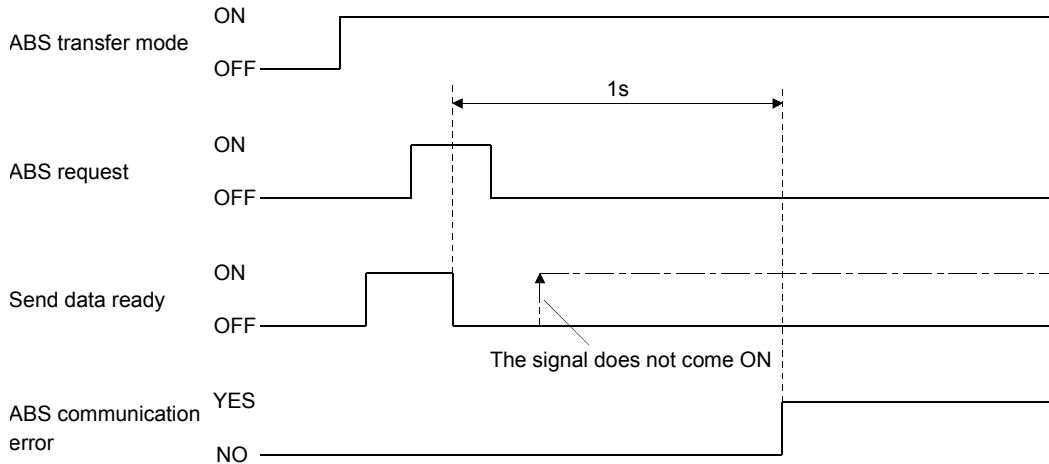 ON
ABS transfer mode
OFF
1s
ON
ABS request
OFF
ON
Send data ready
OFF
The signal does not come ON
YES
ABS communication
error
NO